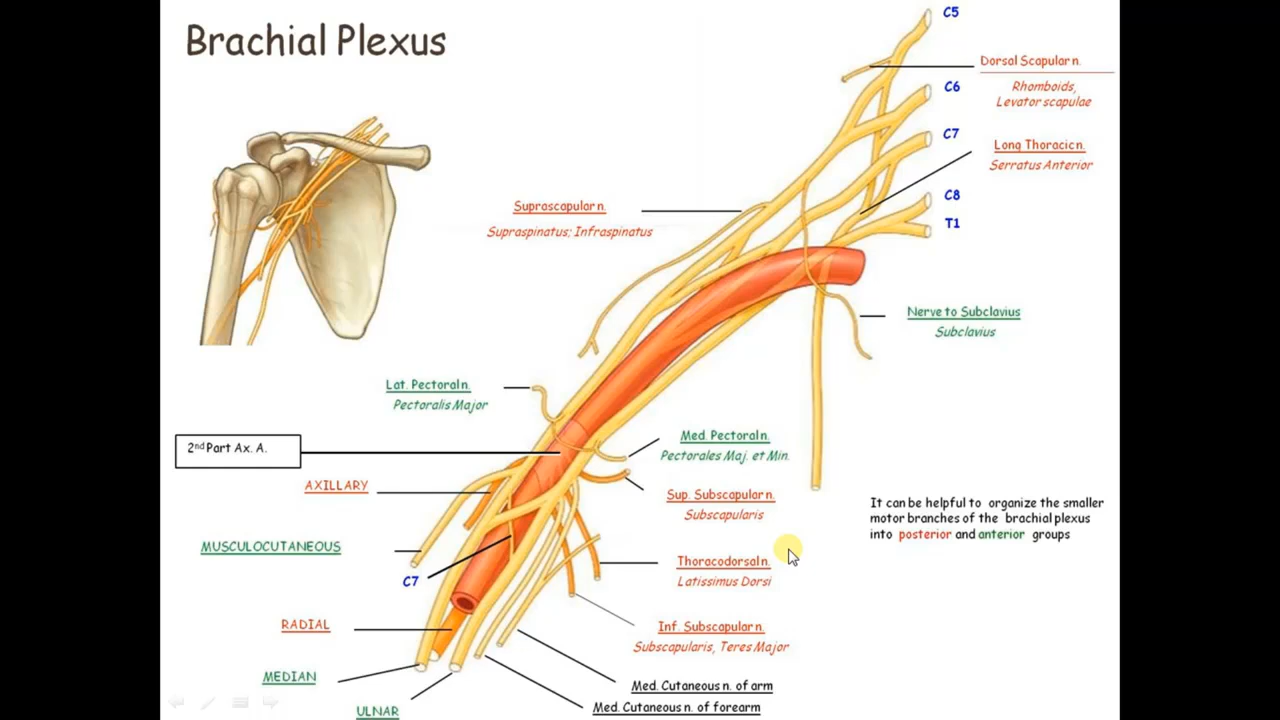 Brachial Plexus
C5
Dorsal Scapular n.
Rhomboids,
Levator scapulae
C6
C7
Long Thoracic n.
Serratus Anterior
C8
T1
Suprascapular n.
Supraspinatus; Infraspinatus
Nerve to Subclavius
Subclavius
Lat. Pectoral n.
Pectoralis Major
2nd Part Ax. A.
Med. Pectoral n.
Pectorales Maj. et Min.
AXILLARY
Sup. Subscapular n.
Subscapularis
It can be helpful to organize the smaller
motor branches of the brachial plexus
into posterior and anterior groups
MUSCULOCUTANEOUS
C7
Thoracodorsal n.
Latissimus Dorsi
RADIAL
Inf. Subscapular n.
Subscapularis, Teres Major
MEDIAN
Med. Cutaneous n. of arm
ULNAR
Med. Cutaneous n. of forearm